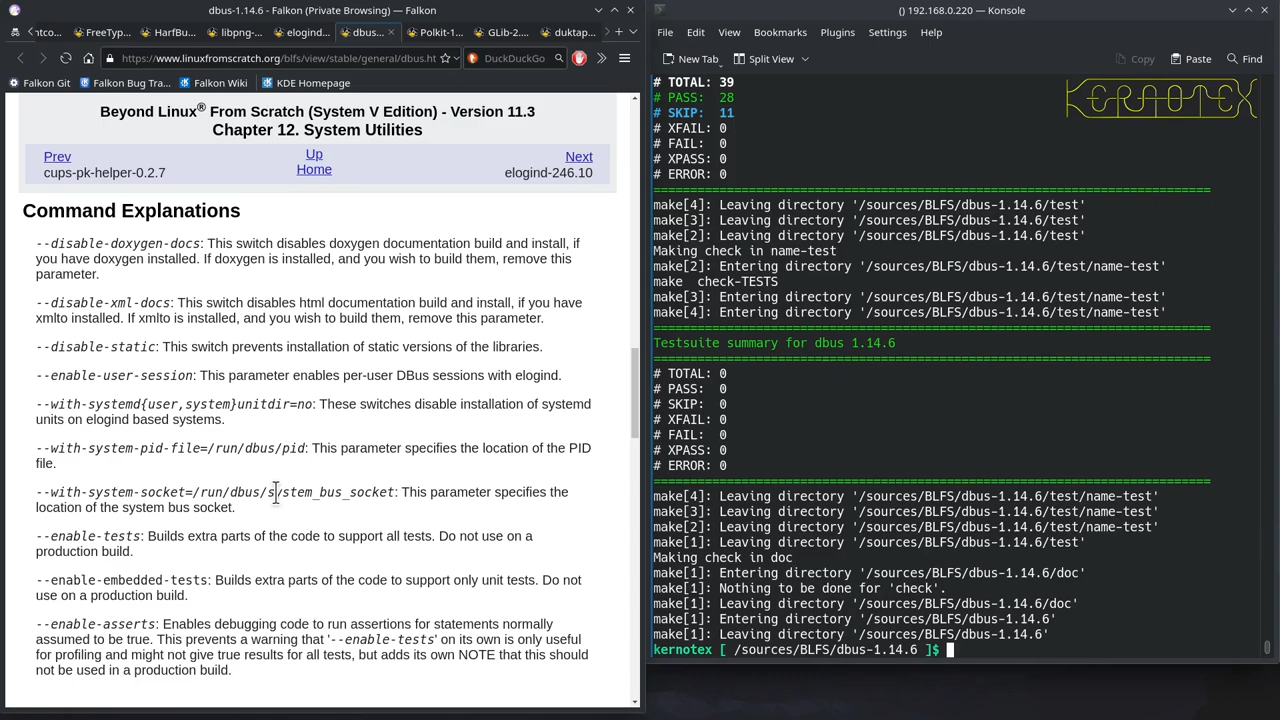 dbus-1.14.6 - Falkon (Private Browsing) — Falkon
ntco...
FreeTyp...
HarfBu...
libpng-...
elogind...
dbus...
Polkit-1...
GLib-2...
duktap...
https://www.linuxfromscratch.org/blfs/view/stable/general/dbus.ht
DuckDuckGo
Falkon Git
Falkon Bug Tra...
Falkon Wiki
KDE Homepage
Beyond Linux® From Scratch (System V Edition) - Version 11.3
Chapter 12. System Utilities
Prev
Up
Next
cups-pk-helper-0.2.7
Home
elogind-246.10
Command Explanations
--disable-doxygen-docs: This switch disables doxygen documentation build and install, if
you have doxygen installed. If doxygen is installed, and you wish to build them, remove this
parameter.
--disable-xml-docs: This switch disables html documentation build and install, if you have
xmlto installed. If xmlto is installed, and you wish to build them, remove this parameter.
--disable-static: This switch prevents installation of static versions of the libraries.
--enable-user-session: This parameter enables per-user DBus sessions with elogind.
--with-systemd{user,system}unitdir=no: These switches disable installation of systemd
units on elogind based systems.
--with-system-pid-file=/run/dbus/pid: This parameter specifies the location of the PID
file.
--with-system-socket=/run/dbus/system_bus_socket: This parameter specifies the
location of the system bus socket.
--enable-tests: Builds extra parts of the code to support all tests. Do not use on a
production build.
--enable-embedded-tests: Builds extra parts of the code to support only unit tests. Do not
use on a production build.
--enable-asserts: Enables debugging code to run assertions for statements normally
assumed to be true. This prevents a warning that '--enable-tests' on its own is only useful
for profiling and might not give true results for all tests, but adds its own NOTE that this should
not be used in a production build.
() 192.168.0.220 — Konsole
File Edit View Bookmarks Plugins Settings Help
New Tab
Split View
Copy
Paste
Find
KERNOTEX
# TOTAL: 39
# PASS:  28
# SKIP:  11
# XFAIL: 0
# FAIL:  0
# XPASS: 0
# ERROR: 0
============================================================================
make[4]: Leaving directory '/sources/BLFS/dbus-1.14.6/test'
make[3]: Leaving directory '/sources/BLFS/dbus-1.14.6/test'
make[2]: Leaving directory '/sources/BLFS/dbus-1.14.6/test'
Making check in name-test
make[2]: Entering directory '/sources/BLFS/dbus-1.14.6/test/name-test'
make  check-TESTS
make[3]: Entering directory '/sources/BLFS/dbus-1.14.6/test/name-test'
make[4]: Entering directory '/sources/BLFS/dbus-1.14.6/test/name-test'
============================================================================
Testsuite summary for dbus 1.14.6
============================================================================
# TOTAL: 0
# PASS:  0
# SKIP:  0
# XFAIL: 0
# FAIL:  0
# XPASS: 0
# ERROR: 0
============================================================================
make[4]: Leaving directory '/sources/BLFS/dbus-1.14.6/test/name-test'
make[3]: Leaving directory '/sources/BLFS/dbus-1.14.6/test/name-test'
make[2]: Leaving directory '/sources/BLFS/dbus-1.14.6/test/name-test'
make[1]: Leaving directory '/sources/BLFS/dbus-1.14.6/test'
Making check in doc
make[1]: Entering directory '/sources/BLFS/dbus-1.14.6/doc'
make[1]: Nothing to be done for 'check'.
make[1]: Leaving directory '/sources/BLFS/dbus-1.14.6/doc'
make[1]: Entering directory '/sources/BLFS/dbus-1.14.6'
make[1]: Leaving directory '/sources/BLFS/dbus-1.14.6'
kernotex [ /sources/BLFS/dbus-1.14.6 ]$